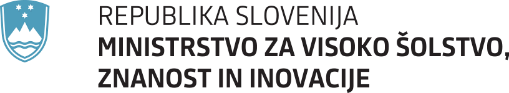 REPUBLIKA SLOVENIJA
MINISTRSTVO ZA VISOKO ŠOLSTVO,
ZNANOST IN INOVACIJE